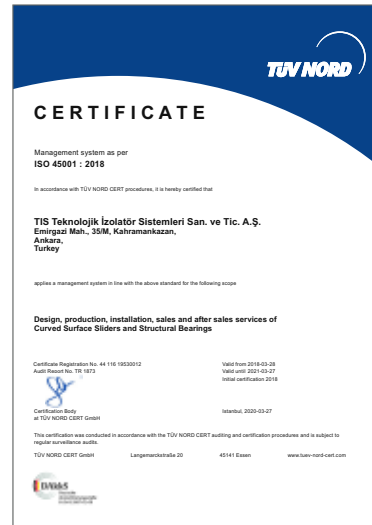 TÜV NORD
CERTIFICATE
Management system as per
ISO 45001 : 2018
In accordance with TÜV NORD CERT procedures, it is hereby certified that
TIS Teknolojik İzolatör Sistemleri San. ve Tic. A.Ş.
Emirgazi Mah., 35/M, Kahramankazan,
Ankara,
Turkey
applies a management system in line with the above standard for the following scope
Design, production, installation, sales and after sales services of
Curved Surface Sliders and Structural Bearings
Certificate Registration No. 44 116 19530012
Audit Report No. TR 1873
Valid from 2018-03-28
Valid until 2021-03-27
Initial certification 2018
Certification Body
at TÜV NORD CERT GmbH
Istanbul, 2020-03-27
This certification was conducted in accordance with the TÜV NORD CERT auditing and certification procedures and is subject to
regular surveillance audits.
TÜV NORD CERT GmbH Langemarckstraße 20 45141 Essen www.tuev-nord-cert.com
DAkkS